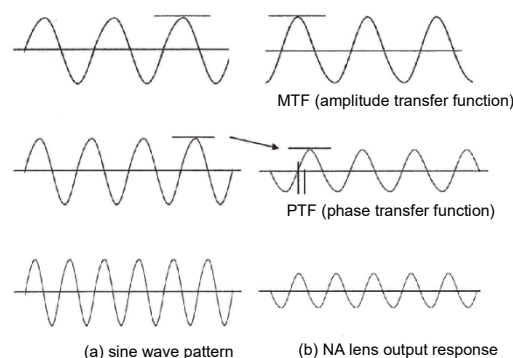 MTF (amplitude transfer function)
PTF (phase transfer function)
(a) sine wave pattern
(b) NA lens output response